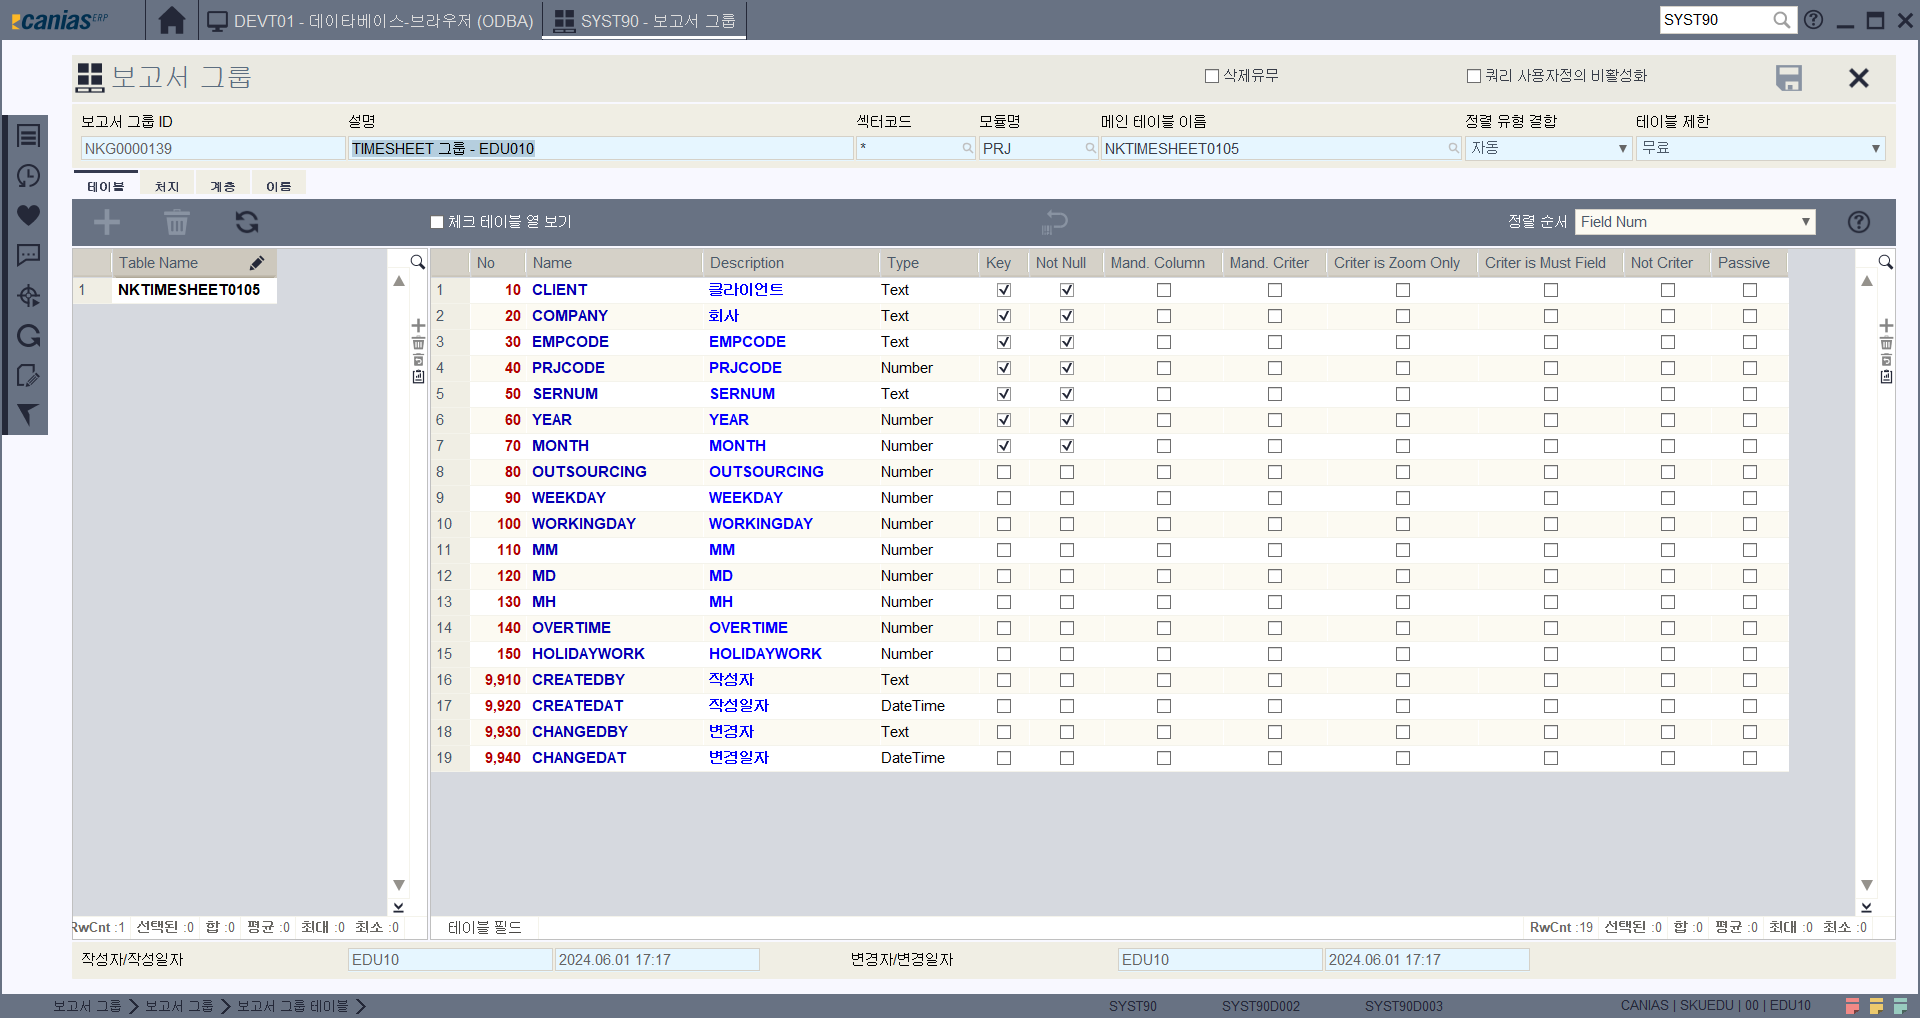 canias ERP
DEVT01 - 데이타베이스-브라우저 (ODBA)
SYST90 - 보고서 그룹
SYST90
보고서 그룹
삭제유무
쿼리 사용자정의 비활성화
보고서 그룹 ID 설명 섹터코드 모듈명 메인 테이블 이름 정렬 유형 결합 테이블 제한
NKG0000139 TIMESHEET 그룹 - EDU010 * PRJ NKTIMESHEET0105 자동 무료
테이블 처지 계층 이름
체크 테이블 열 보기
정렬 순서 Field Num
Table Name
1 NKTIMESHEET0105
No Name Description Type Key Not Null Mand. Column Mand. Criter Criter is Zoom Only Criter is Must Field Not Criter Passive
1 10 CLIENT 클라이언트 Text
2 20 COMPANY 회사 Text
3 30 EMPCODE EMPCODE Text
4 40 PRJCODE PRJCODE Number
5 50 SERNUM SERNUM Text
6 60 YEAR YEAR Number
7 70 MONTH MONTH Number
8 80 OUTSOURCING OUTSOURCING Number
9 90 WEEKDAY WEEKDAY Number
10 100 WORKINGDAY WORKINGDAY Number
11 110 MM MM Number
12 120 MD MD Number
13 130 MH MH Number
14 140 OVERTIME OVERTIME Number
15 150 HOLIDAYWORK HOLIDAYWORK Number
16 9,910 CREATEDBY 작성자 Text
17 9,920 CREATEDAT 작성일자 DateTime
18 9,930 CHANGEDBY 변경자 Text
19 9,940 CHANGEDAT 변경일자 DateTime
RwCnt :1 선택된 :0 합 :0 평균 :0 최대 :0 최소 :0
테이블 필드
RwCnt :19 선택된 :0 합 :0 평균 :0 최대 :0 최소 :0
작성자/작성일자 EDU10 2024.06.01 17:17 변경자/변경일자 EDU10 2024.06.01 17:17
보고서 그룹 보고서 그룹 보고서 그룹 테이블 SYST90 SYST90D002 SYST90D003 CANIAS | SKUEDU | 00 | EDU10